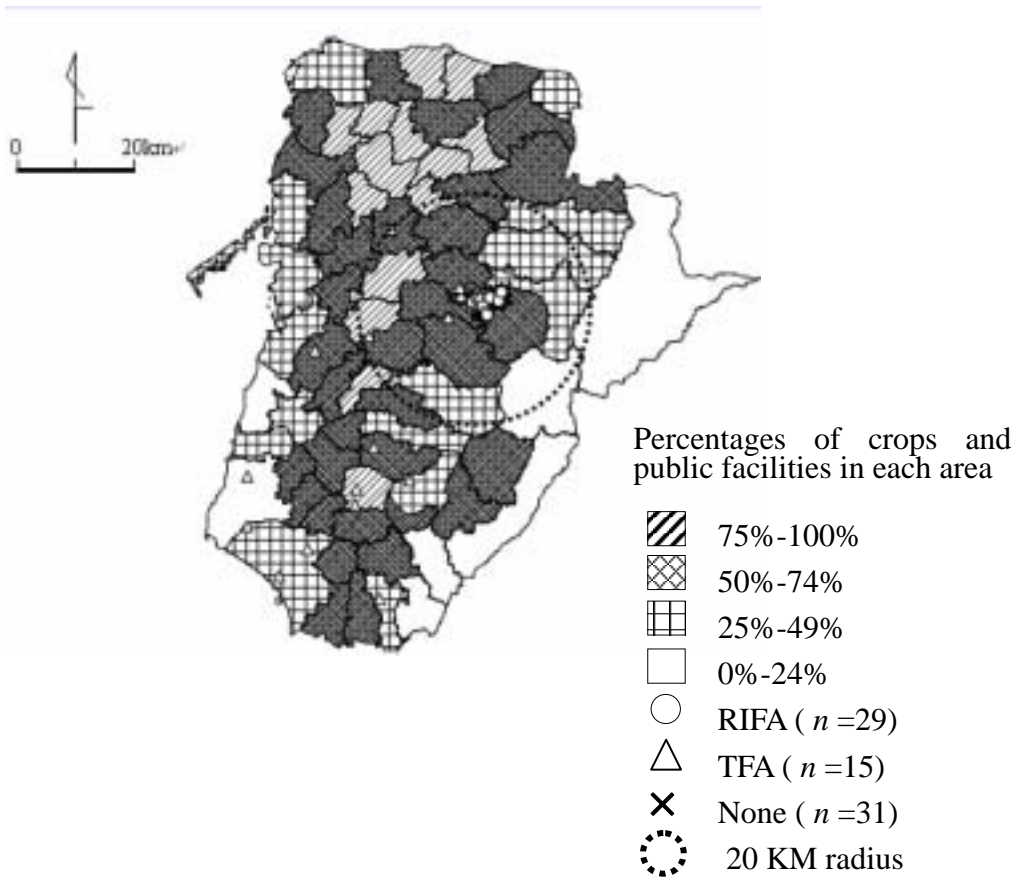 0 20km
Percentages of crops and
public facilities in each area
75%-100%
50%-74%
25%-49%
0%-24%
RIFA ( n =29)
TFA ( n =15)
None ( n =31)
20 KM radius